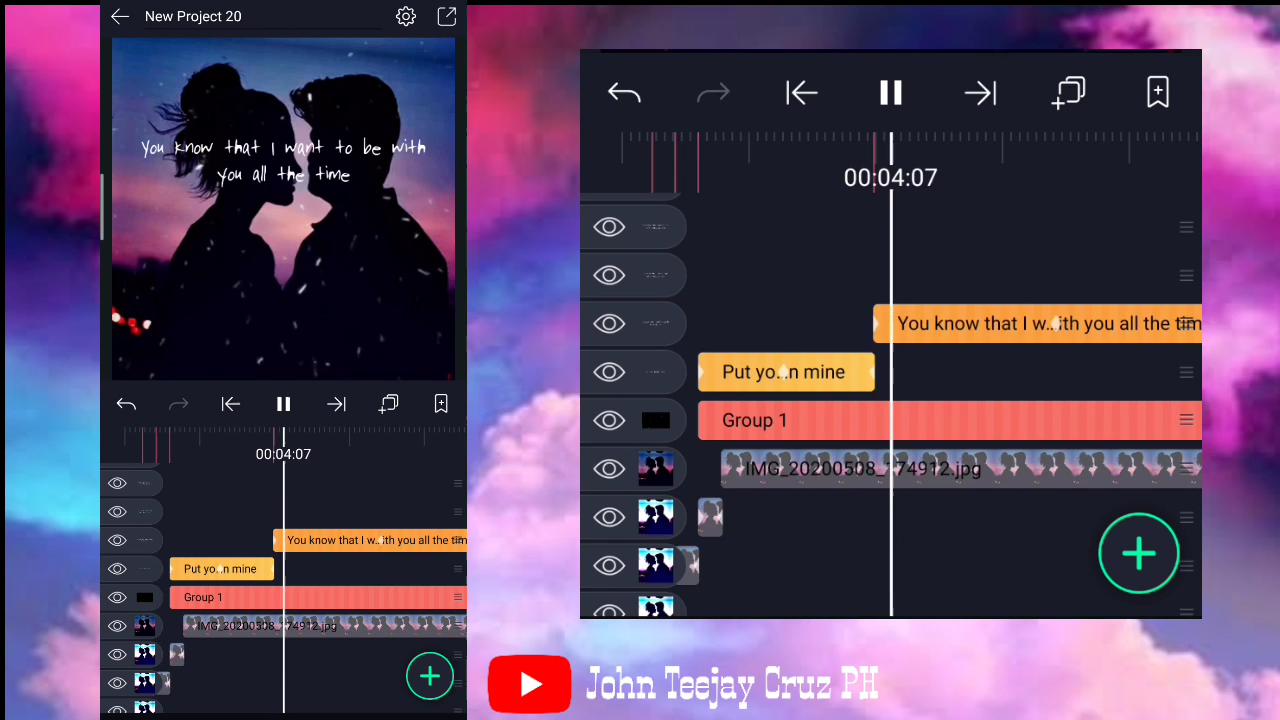 New Project 20
You know that I want to be with
you all the time
00:04:07
You know that I w...ith you all the tim
Put yo...n mine
Group 1
IMG_20200508_174912.jpg
00:04:07
You know that I w...ith you all the tim
Put yo...n mine
Group 1
IMG_20200508_174912.jpg
John Teejay Cruz PH